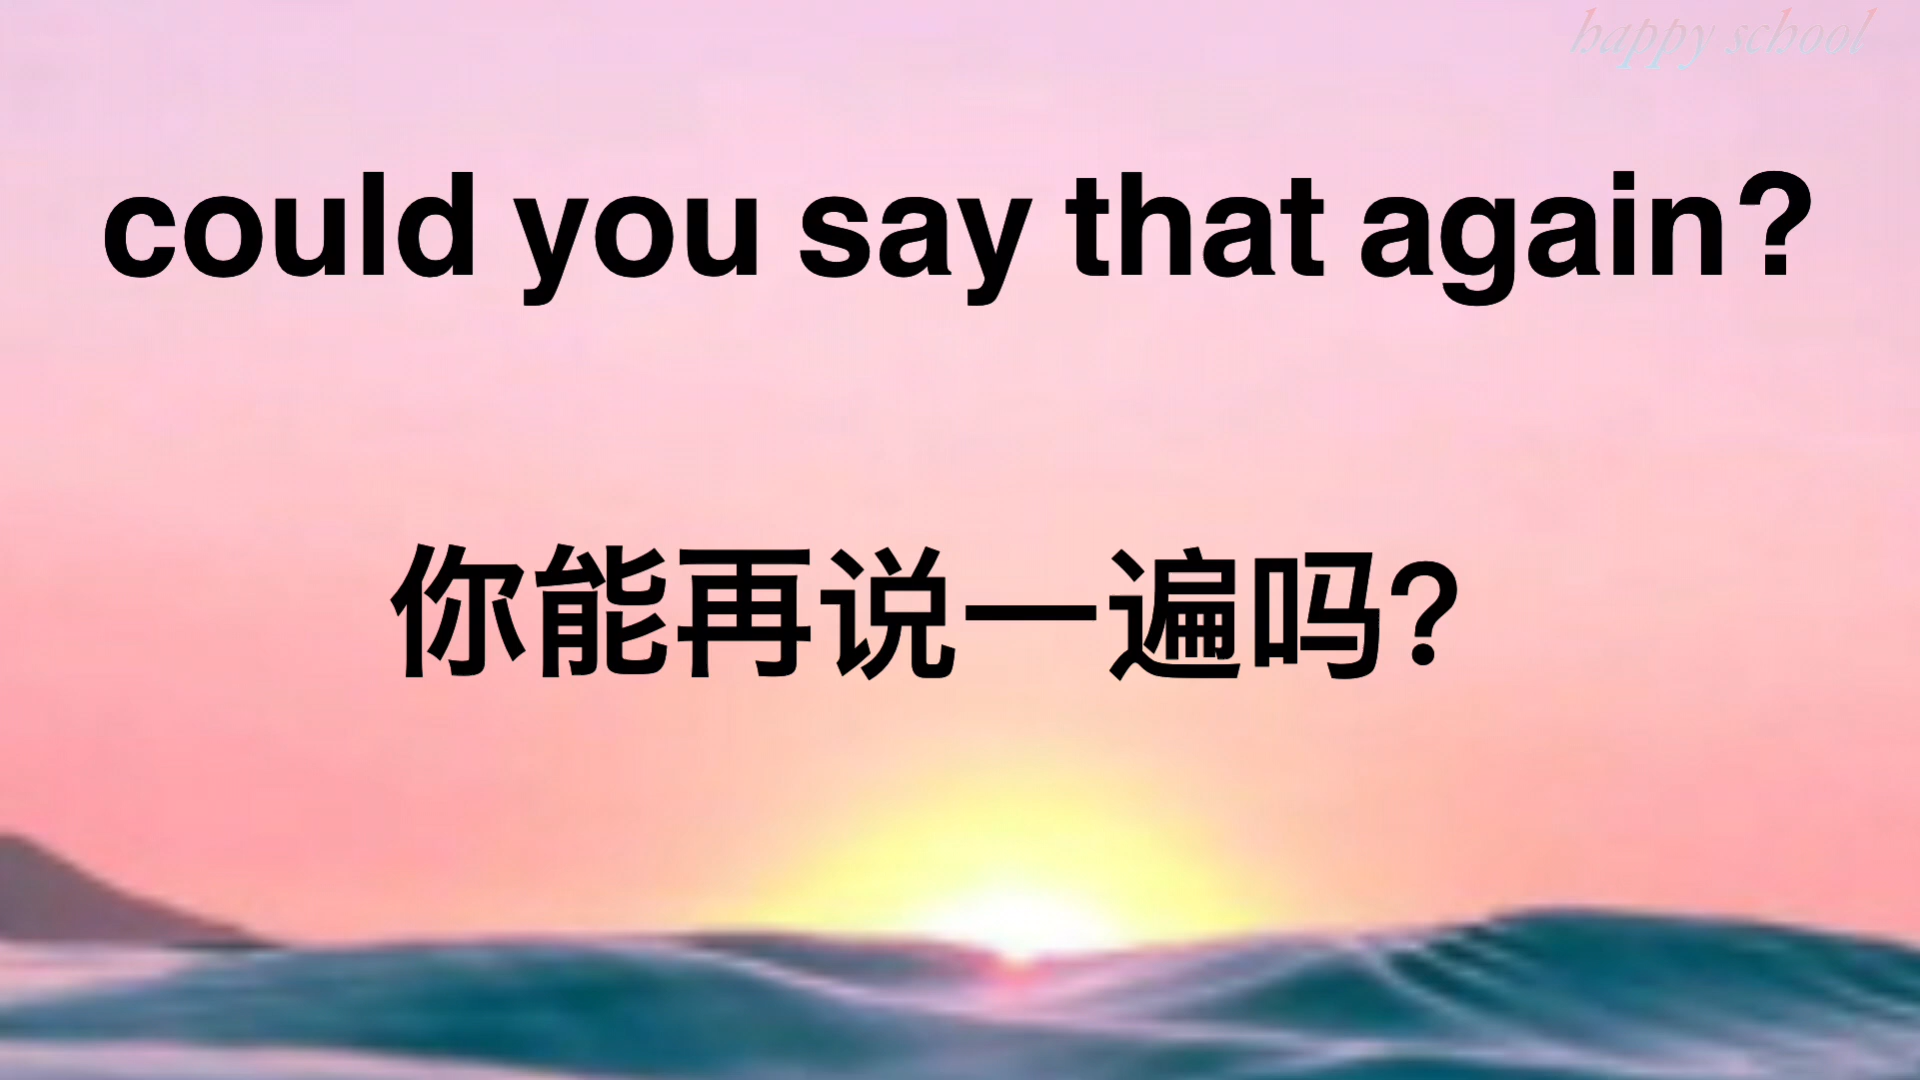 happy school
could you say that again?
你能再说一遍吗?